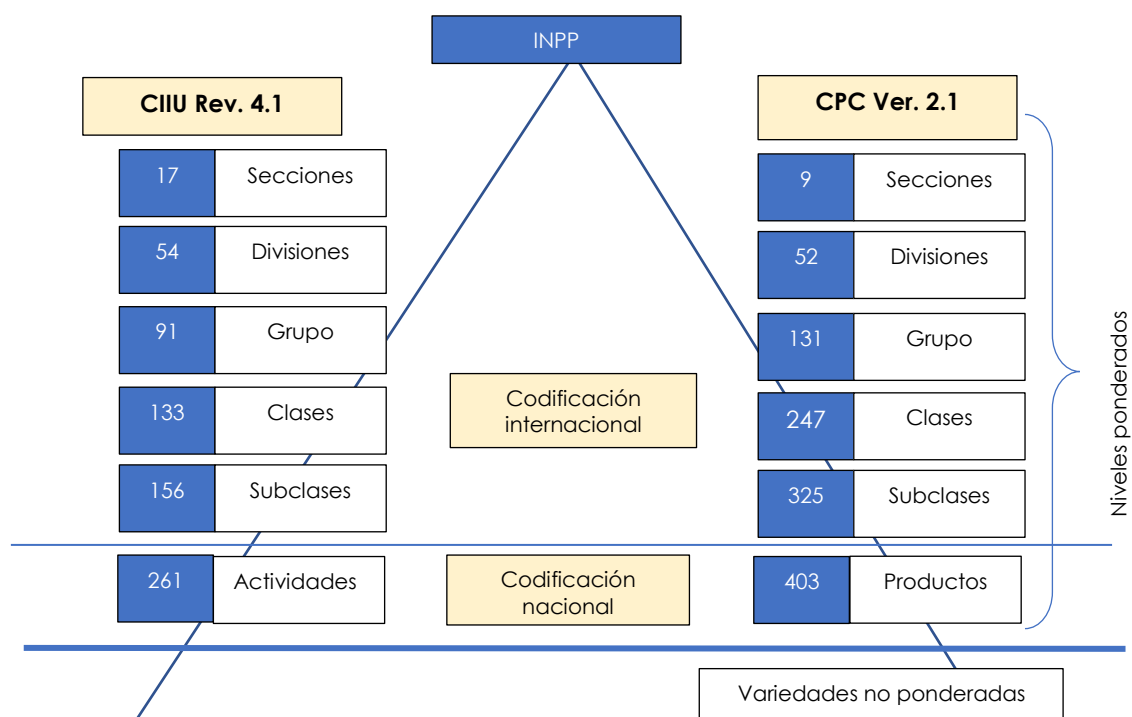 INPP
CIIU Rev. 4.1
17 Secciones
54 Divisiones
91 Grupo
133 Clases
156 Subclases
261 Actividades
Codificación
internacional
Codificación
nacional
CPC Ver. 2.1
9 Secciones
52 Divisiones
131 Grupo
247 Clases
325 Subclases
403 Productos
Niveles ponderados
Variedades no ponderadas